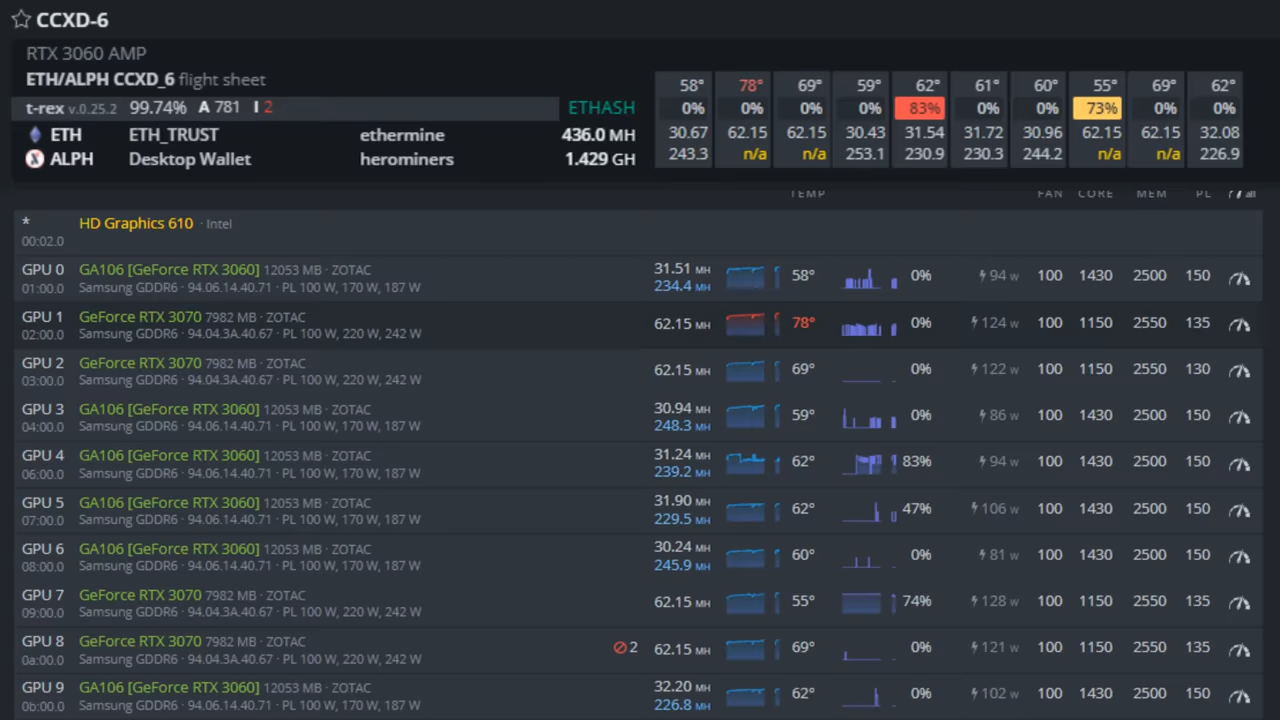 CCXD-6
RTX 3060 AMP
ETH/ALPH CCXD_6 flight sheet
t-rex v.0.25.2 99.74% A 781 I 2 ETHASH
ETH ETH_TRUST ethermine 436.0 MH
ALPH Desktop Wallet herominers 1.429 GH
58° 78° 69° 59° 62° 61° 60° 55° 69° 62°
0% 0% 0% 0% 83% 0% 0% 73% 0% 0%
30.67 62.15 62.15 30.43 31.54 31.72 30.96 62.15 62.15 32.08
243.3 n/a n/a 253.1 230.9 230.3 244.2 n/a n/a 226.9
TEMP FAN CORE MEM PL
* HD Graphics 610 · Intel
00:02.0
GPU 0 GA106 [GeForce RTX 3060] 12053 MB · ZOTAC 31.51 MH 58° 0% 94 w 100 1430 2500 150
01:00.0 Samsung GDDR6 · 94.06.14.40.71 · PL 100 W, 170 W, 187 W 234.4 MH
GPU 1 GeForce RTX 3070 7982 MB · ZOTAC 62.15 MH 78° 0% 124 w 100 1150 2550 135
02:00.0 Samsung GDDR6 · 94.04.3A.40.67 · PL 100 W, 220 W, 242 W
GPU 2 GeForce RTX 3070 7982 MB · ZOTAC 62.15 MH 69° 0% 122 w 100 1150 2550 130
03:00.0 Samsung GDDR6 · 94.04.3A.40.67 · PL 100 W, 220 W, 242 W
GPU 3 GA106 [GeForce RTX 3060] 12053 MB · ZOTAC 30.94 MH 59° 0% 86 w 100 1430 2500 150
04:00.0 Samsung GDDR6 · 94.06.14.40.71 · PL 100 W, 170 W, 187 W 248.3 MH
GPU 4 GA106 [GeForce RTX 3060] 12053 MB · ZOTAC 31.24 MH 62° 83% 94 w 100 1430 2500 150
06:00.0 Samsung GDDR6 · 94.06.14.40.71 · PL 100 W, 170 W, 187 W 239.2 MH
GPU 5 GA106 [GeForce RTX 3060] 12053 MB · ZOTAC 31.90 MH 62° 47% 106 w 100 1430 2500 150
07:00.0 Samsung GDDR6 · 94.06.14.40.71 · PL 100 W, 170 W, 187 W 229.5 MH
GPU 6 GA106 [GeForce RTX 3060] 12053 MB · ZOTAC 30.24 MH 60° 0% 81 w 100 1430 2500 150
08:00.0 Samsung GDDR6 · 94.06.14.40.71 · PL 100 W, 170 W, 187 W 245.9 MH
GPU 7 GeForce RTX 3070 7982 MB · ZOTAC 62.15 MH 55° 74% 128 w 100 1150 2550 135
09:00.0 Samsung GDDR6 · 94.04.3A.40.67 · PL 100 W, 220 W, 242 W
GPU 8 GeForce RTX 3070 7982 MB · ZOTAC 2 62.15 MH 69° 0% 121 w 100 1150 2550 135
0a:00.0 Samsung GDDR6 · 94.04.3A.40.67 · PL 100 W, 220 W, 242 W
GPU 9 GA106 [GeForce RTX 3060] 12053 MB · ZOTAC 32.20 MH 62° 0% 102 w 100 1430 2500 150
0b:00.0 Samsung GDDR6 · 94.06.14.40.71 · PL 100 W, 170 W, 187 W 226.8 MH